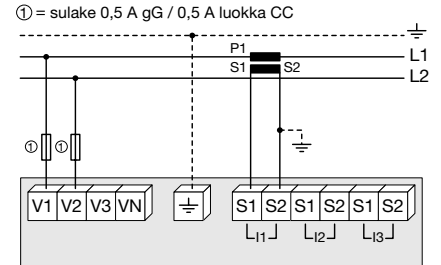 ① = sulake 0,5 A gG / 0,5 A luokka CC
P1
L1
S1 S2
L2
① ①
V1 V2 V3 VN S1 S2 S1 S2 S1 S2
I1 I2 I3